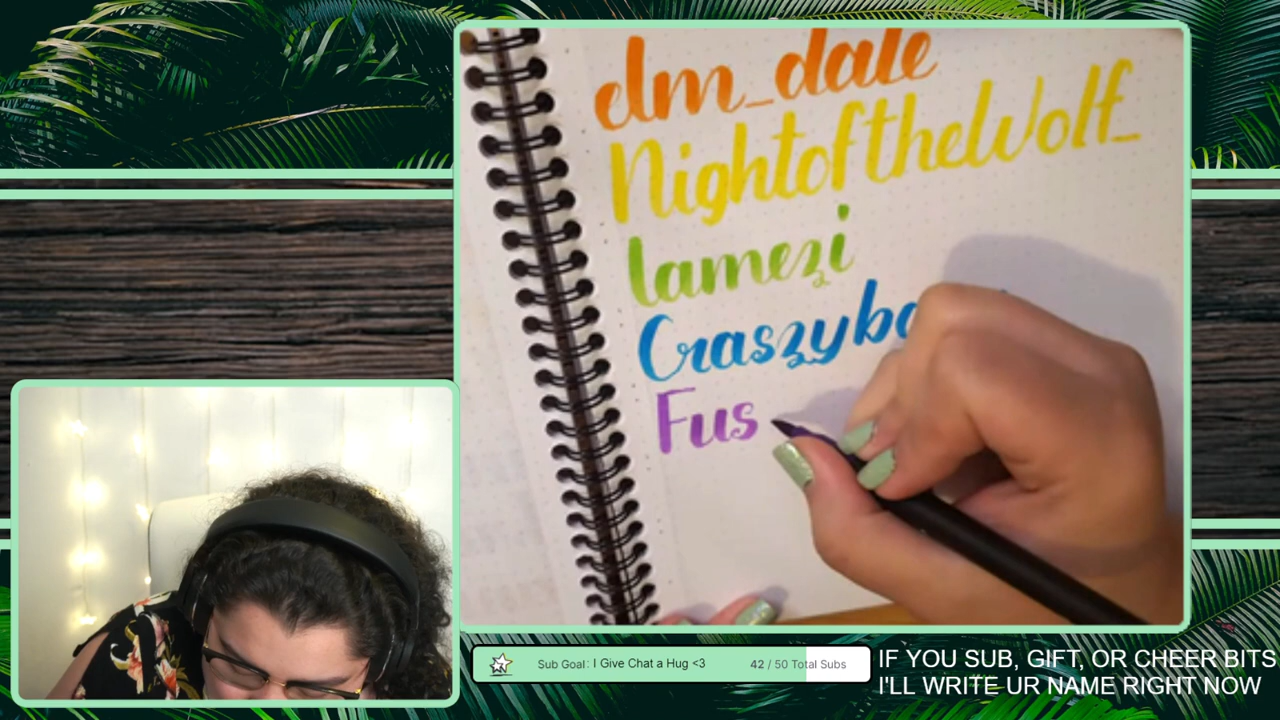 dm_dale
NightoftheWolf_
lamezi
Fus
Sub Goal: I Give Chat a Hug <3 42 / 50 Total Subs
IF YOU SUB, GIFT, OR CHEER BITS
I'LL WRITE UR NAME RIGHT NOW